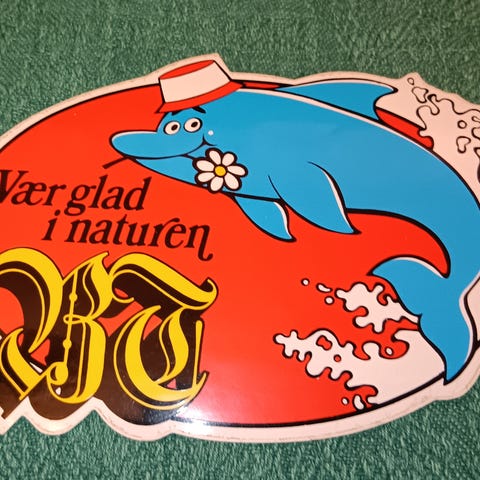 Vær glad
i naturen
BT